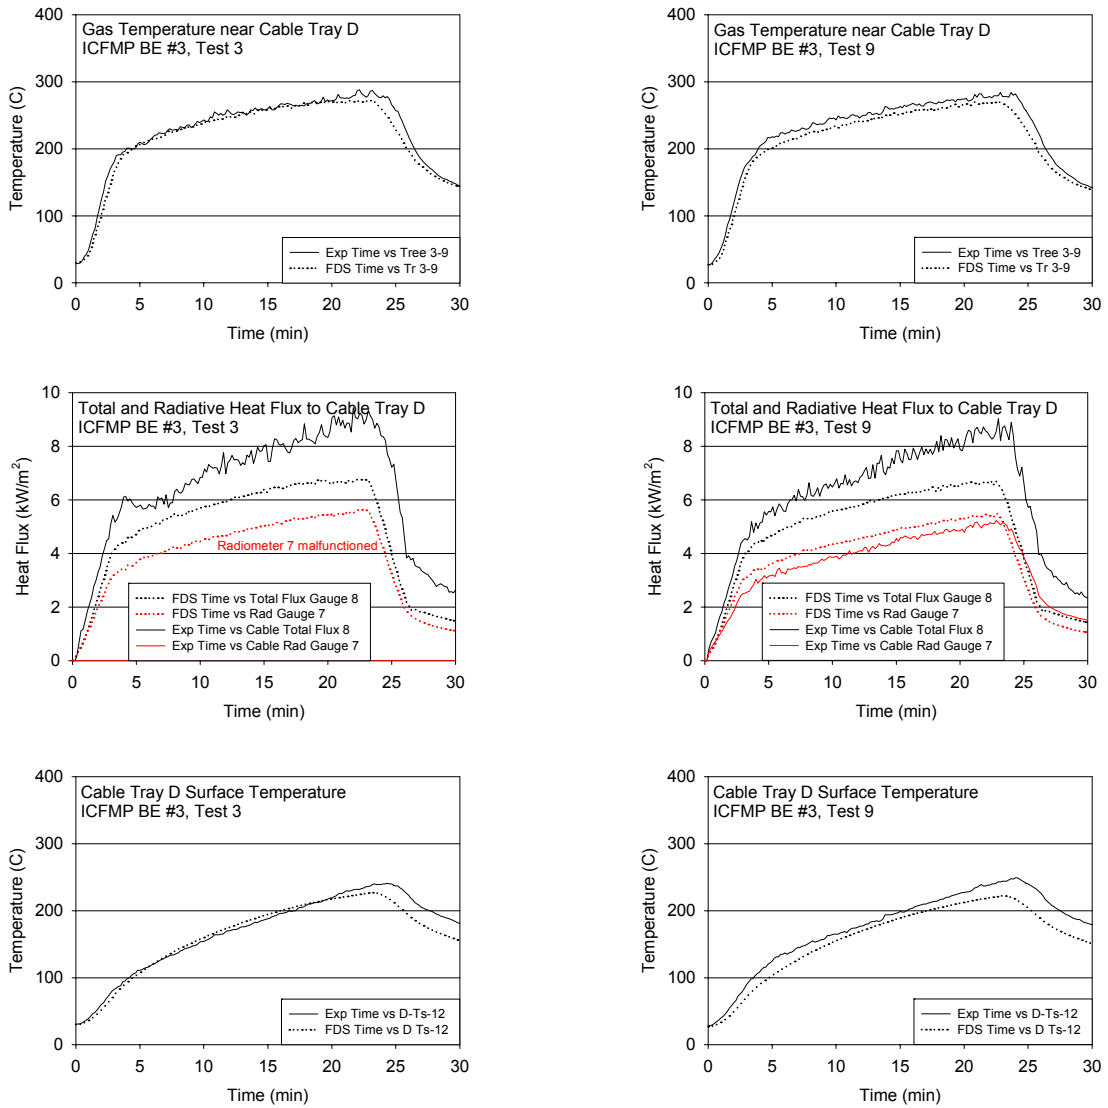 Gas Temperature near Cable Tray D
ICFMP BE #3, Test 3
Temperature (C)
400
300
200
100
0
0 5 10 15 20 25 30
Time (min)
Exp Time vs Tree 3-9
FDS Time vs Tr 3-9
Gas Temperature near Cable Tray D
ICFMP BE #3, Test 9
Temperature (C)
400
300
200
100
0
0 5 10 15 20 25 30
Time (min)
Exp Time vs Tree 3-9
FDS Time vs Tr 3-9
Total and Radiative Heat Flux to Cable Tray D
ICFMP BE #3, Test 3
Heat Flux (kW/m²)
10
8
6
4
2
0
0 5 10 15 20 25 30
Time (min)
Radiometer 7 malfunctioned
FDS Time vs Total Flux Gauge 8
FDS Time vs Rad Gauge 7
Exp Time vs Cable Total Flux 8
Exp Time vs Cable Rad Gauge 7
Total and Radiative Heat Flux to Cable Tray D
ICFMP BE #3, Test 9
Heat Flux (kW/m²)
10
8
6
4
2
0
0 5 10 15 20 25 30
Time (min)
FDS Time vs Total Flux Gauge 8
FDS Time vs Rad Gauge 7
Exp Time vs Cable Total Flux 8
Exp Time vs Cable Rad Gauge 7
Cable Tray D Surface Temperature
ICFMP BE #3, Test 3
Temperature (C)
400
300
200
100
0
0 5 10 15 20 25 30
Time (min)
Exp Time vs D-Ts-12
FDS Time vs D Ts-12
Cable Tray D Surface Temperature
ICFMP BE #3, Test 9
Temperature (C)
400
300
200
100
0
0 5 10 15 20 25 30
Time (min)
Exp Time vs D-Ts-12
FDS Time vs D Ts-12